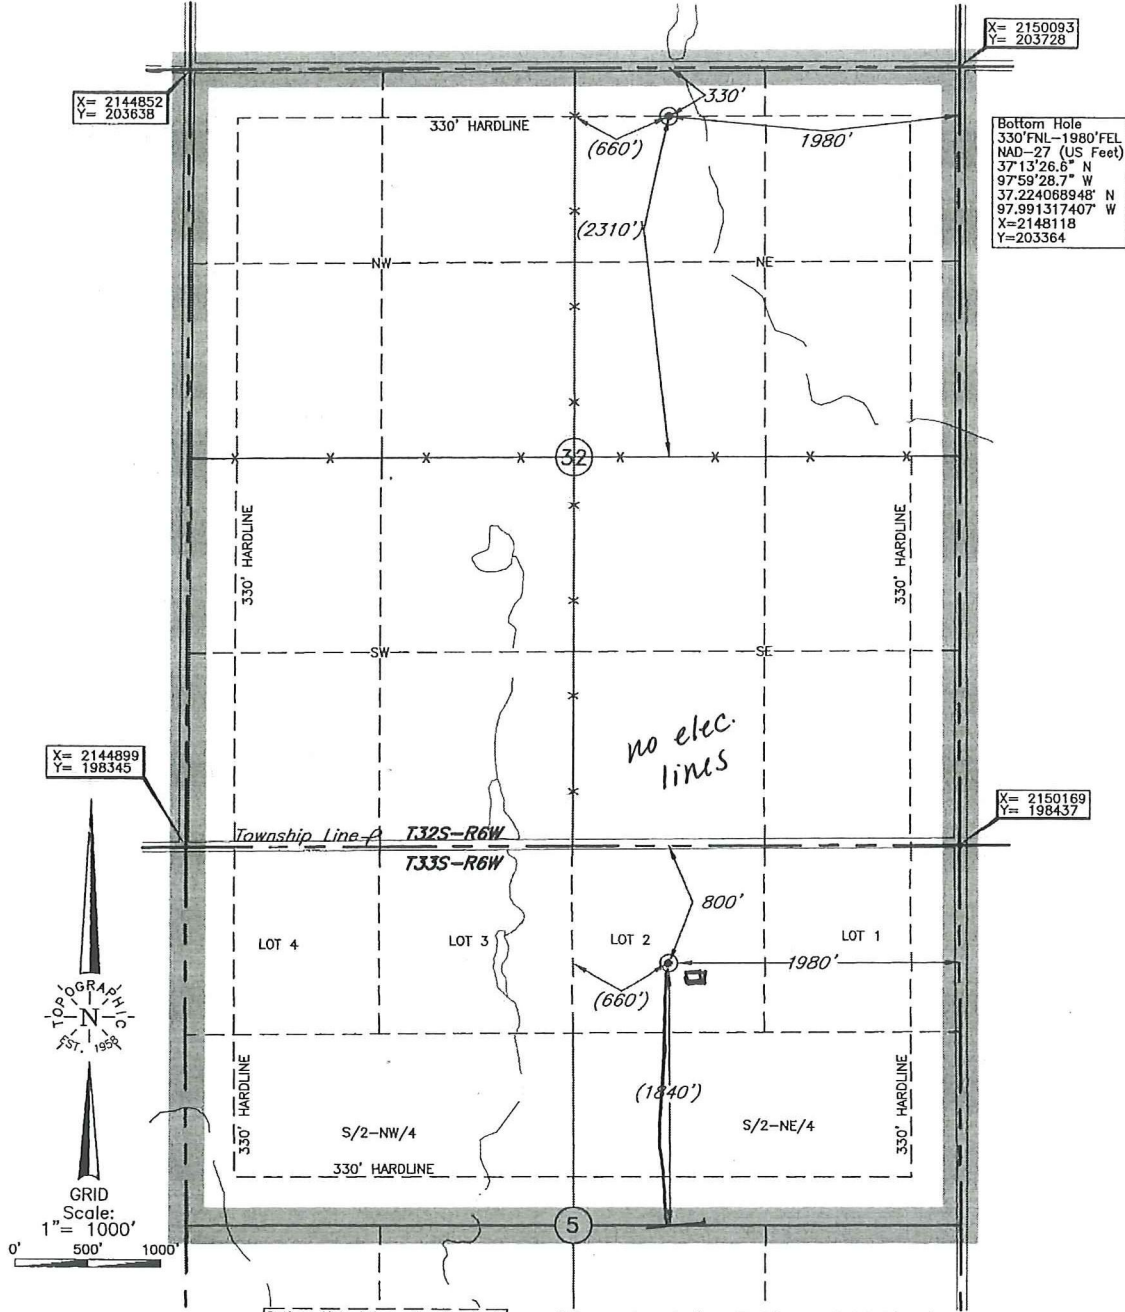 X= 2150093
Y= 203728
X= 2144852
Y= 203638
330' HARDLINE
330'
(660')
1980'
Bottom Hole
330'FNL-1980'FEL
NAD-27 (US Feet)
37°13'26.6" N
97°59'28.7" W
37.224068948° N
97.991317407° W
X=2148118
Y=203364
(2310')
NW
NE
32
330' HARDLINE
330' HARDLINE
SW
SE
no elec.
lines
X= 2144899
Y= 198345
X= 2150169
Y= 198437
Township Line
T32S-R6W
T33S-R6W
800'
LOT 4
LOT 3
LOT 2
LOT 1
1980'
(660')
TOPOGRAPHIC
N
EST. 1958
330' HARDLINE
330' HARDLINE
(1840')
S/2-NW/4
S/2-NE/4
330' HARDLINE
GRID
Scale:
1"= 1000'
0' 500' 1000'
5